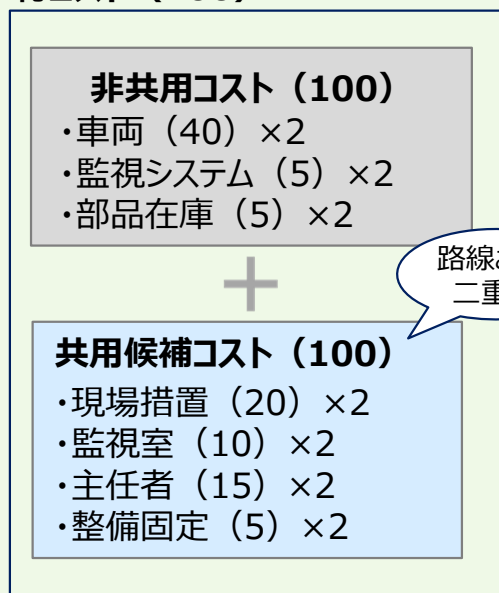 非共用コスト（100）
・車両（40）×2
・監視システム（5）×2
・部品在庫（5）×2
＋
路線
二重
共用候補コスト（100）
・現場措置（20）×2
・監視室（10）×2
・主任者（15）×2
・整備固定（5）×2